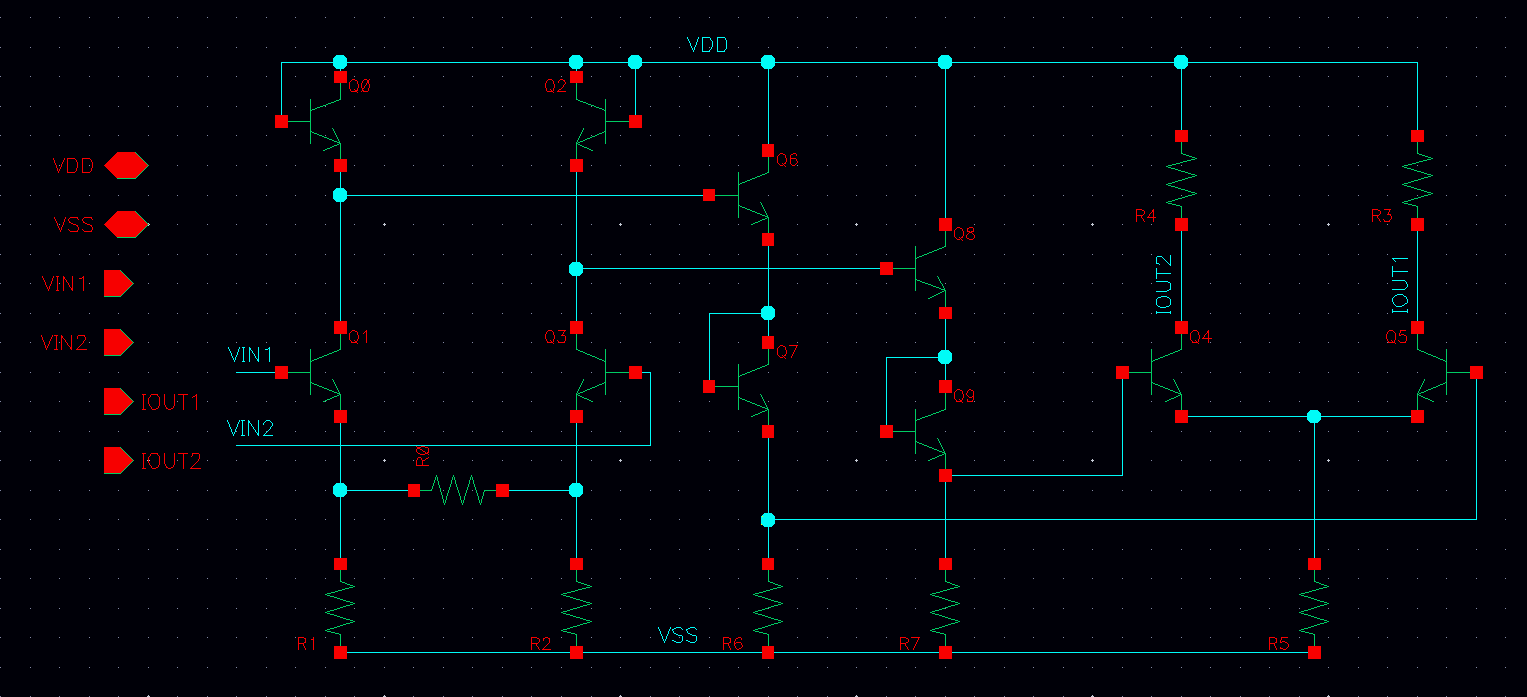 VDD
Q0
Q2
Q6
VDD
R4
R3
VSS
Q8
IOUT2
IOUT1
VIN1
Q1
Q3
Q4
Q5
VIN2
VIN1
Q7
Q9
IOUT1
VIN2
R0
IOUT2
VSS
R1
R2
R6
R7
R5